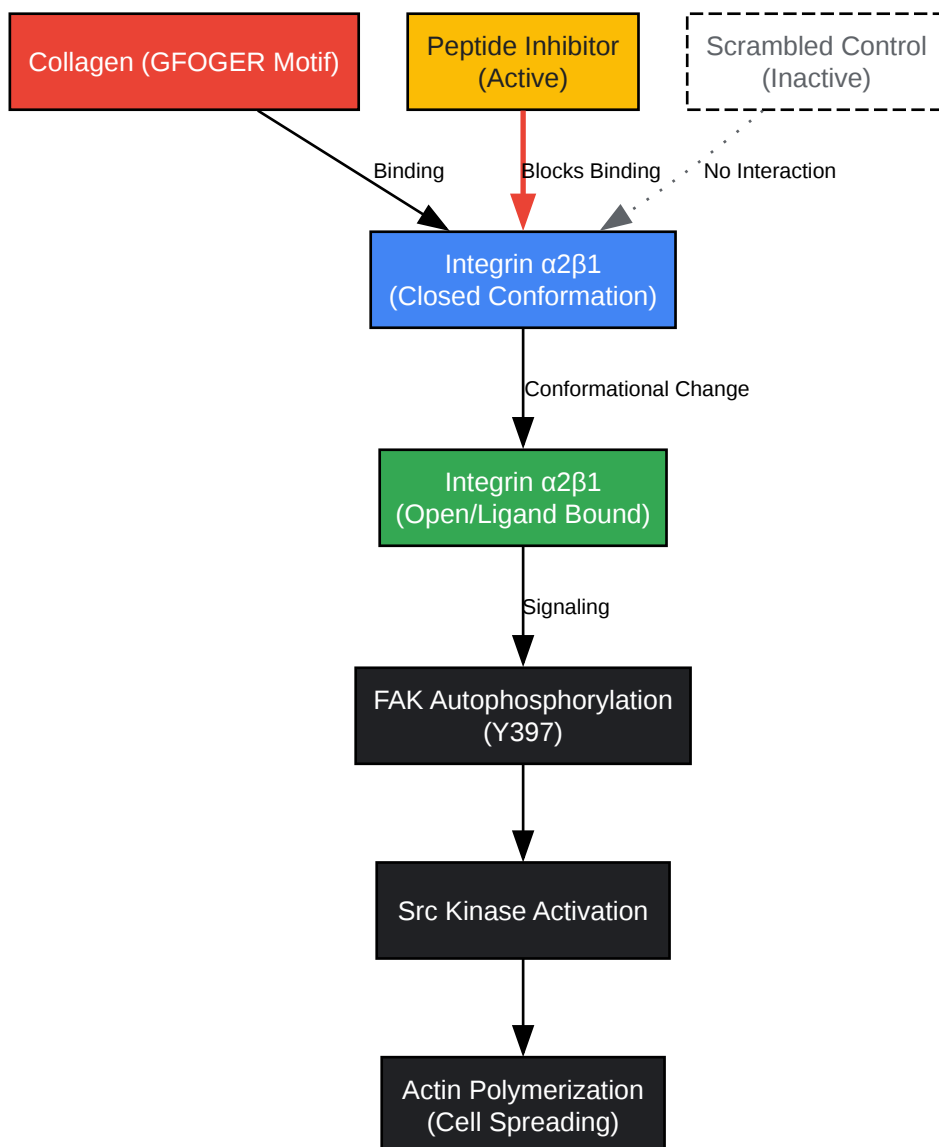 Collagen (GFOGER Motif)
Peptide Inhibitor
(Active)
Scrambled Control
(Inactive)
Binding
Blocks Binding
No Interaction
Integrin α2β1
(Closed Conformation)
Conformational Change
Integrin α2β1
(Open/Ligand Bound)
Signaling
FAK Autophosphorylation
(Y397)
Src Kinase Activation
Actin Polymerization
(Cell Spreading)